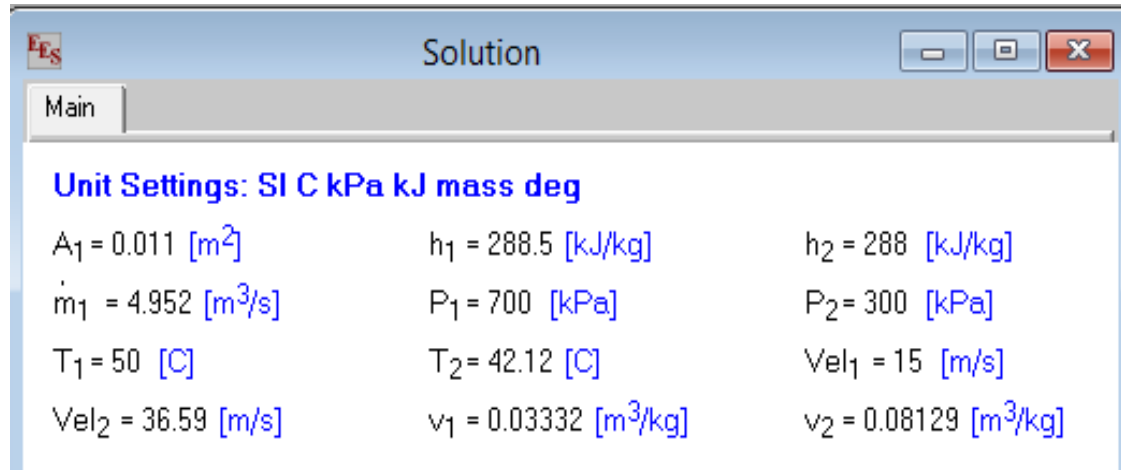 EES Solution
Main
Unit Settings: SI C kPa kJ mass deg
A₁ = 0.011 [m²] h₁ = 288.5 [kJ/kg] h₂ = 288 [kJ/kg]
ṁ₁ = 4.952 [m³/s] P₁ = 700 [kPa] P₂ = 300 [kPa]
T₁ = 50 [C] T₂ = 42.12 [C] Vel₁ = 15 [m/s]
Vel₂ = 36.59 [m/s] v₁ = 0.03332 [m³/kg] v₂ = 0.08129 [m³/kg]